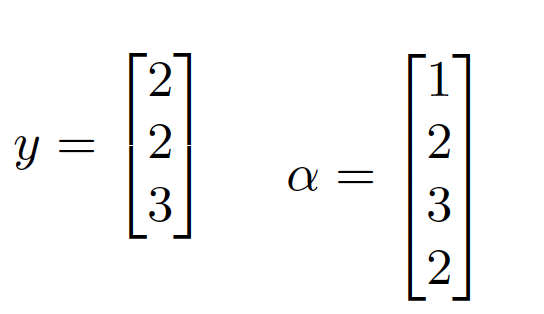 y = [2 2 3]
α = [1 2 3 2]